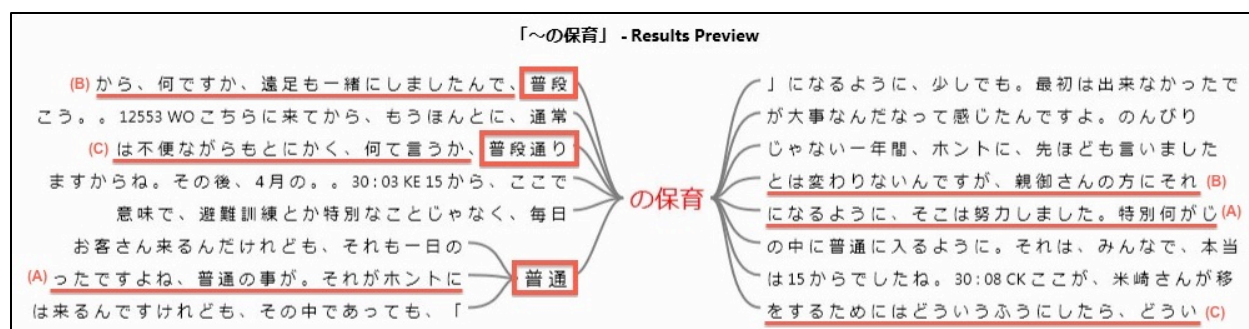 「～の保育」 - Results Preview
(B) から、何ですか、遠足も一緒にしましたんで、普段
こう。。12553 WO こちらに来てから、もうほんとに、通常
(C) は不便ながらもとにかく、何て言うか、普段通り
ますからね。その後、4月の。。30:03 KE 15から、ここで
意味で、避難訓練とか特別なことじゃなく、毎日
お客さん来るんだけれども、それも一日の
(A) ったですよね、普通の事が。それがホントに
普通
は来るんですけれども、その中であっても、「
の保育
」になるように、少しでも。最初は出来なかったで
が大事なんだなって感じたんですよ。のんびり
じゃない一年間、ホントに、先ほども言いました
とは変わりないんですが、親御さんの方にそれ (B)
になるように、そこは努力しました。特別何がじ (A)
の中に普通に入るように。それは、みんなで、本当
は15からでしたね。30:08 CK ここが、米崎さんが移
をするためにはどういうふうにしたら、どうい (C)